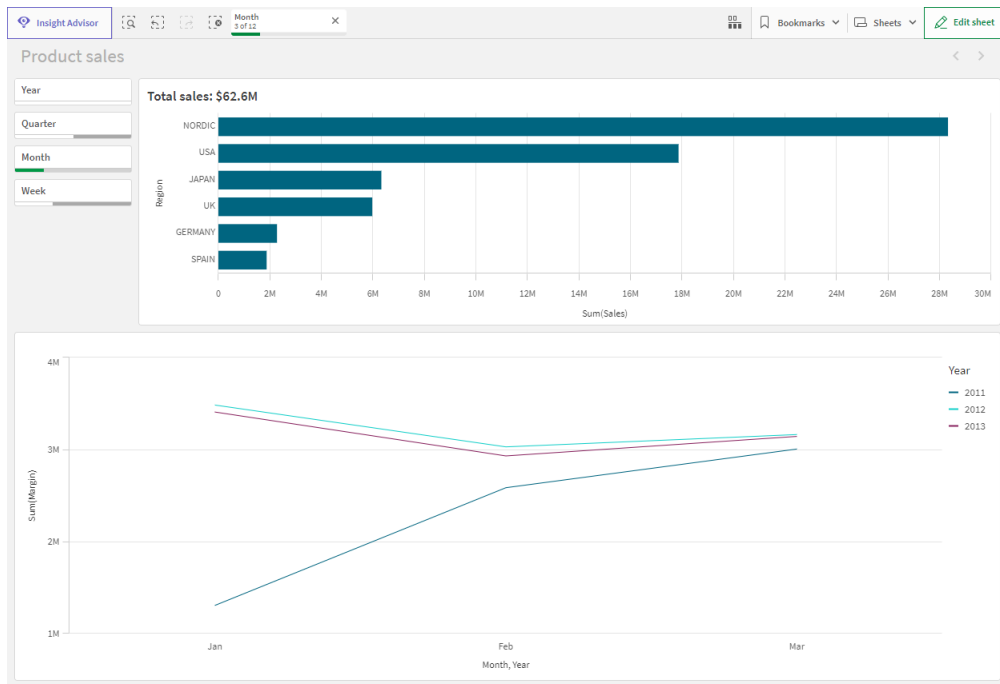 Insight Advisor
Month
3 of 12
Bookmarks
Sheets
Edit sheet
Product sales
Year
Quarter
Month
Week
Total sales: $62.6M
Region
NORDIC
USA
JAPAN
UK
GERMANY
SPAIN
0 2M 4M 6M 8M 10M 12M 14M 16M 18M 20M 22M 24M 26M 28M 30M
Sum(Sales)
Sum(Margin)
4M
3M
2M
1M
Jan Feb Mar
Month, Year
Year
2011
2012
2013